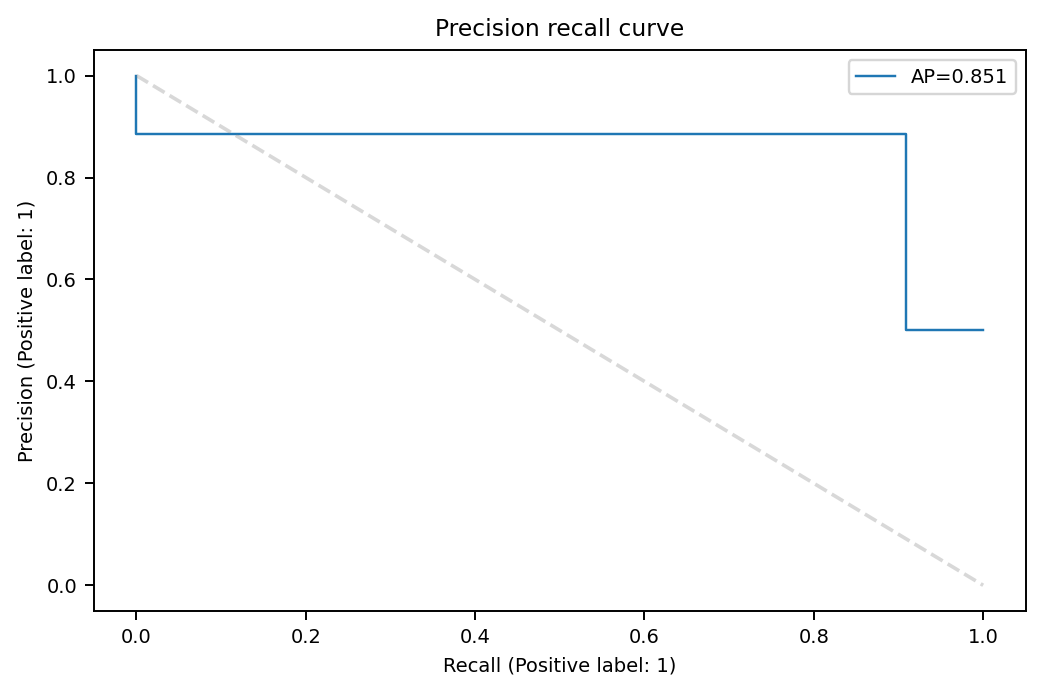 Precision recall curve
AP=0.851
Precision (Positive label: 1)
1.0
0.8
0.6
0.4
0.2
0.0
0.0 0.2 0.4 0.6 0.8 1.0
Recall (Positive label: 1)